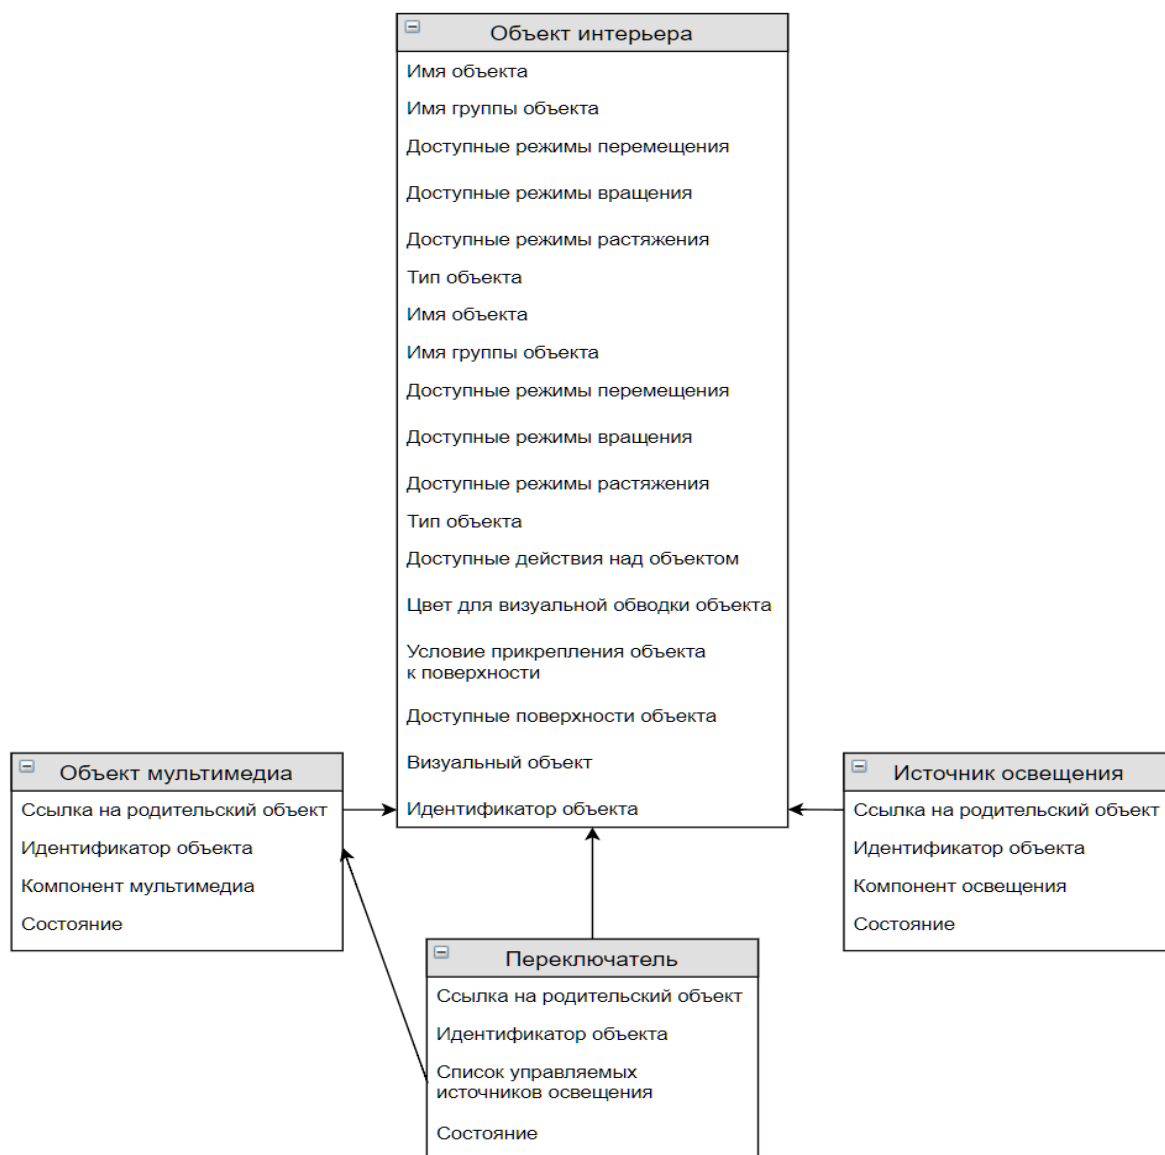 Объект интерьера
Имя объекта
Имя группы объекта
Доступные режимы перемещения
Доступные режимы вращения
Доступные режимы растяжения
Тип объекта
Имя объекта
Имя группы объекта
Доступные режимы перемещения
Доступные режимы вращения
Доступные режимы растяжения
Тип объекта
Доступные действия над объектом
Цвет для визуальной обводки объекта
Условие прикрепления объекта
к поверхности
Доступные поверхности объекта
Визуальный объект
Идентификатор объекта
Объект мультимедиа
Ссылка на родительский объект
Идентификатор объекта
Компонент мультимедиа
Состояние
Источник освещения
Ссылка на родительский объект
Идентификатор объекта
Компонент освещения
Состояние
Переключатель
Ссылка на родительский объект
Идентификатор объекта
Список управляемых
источников освещения
Состояние